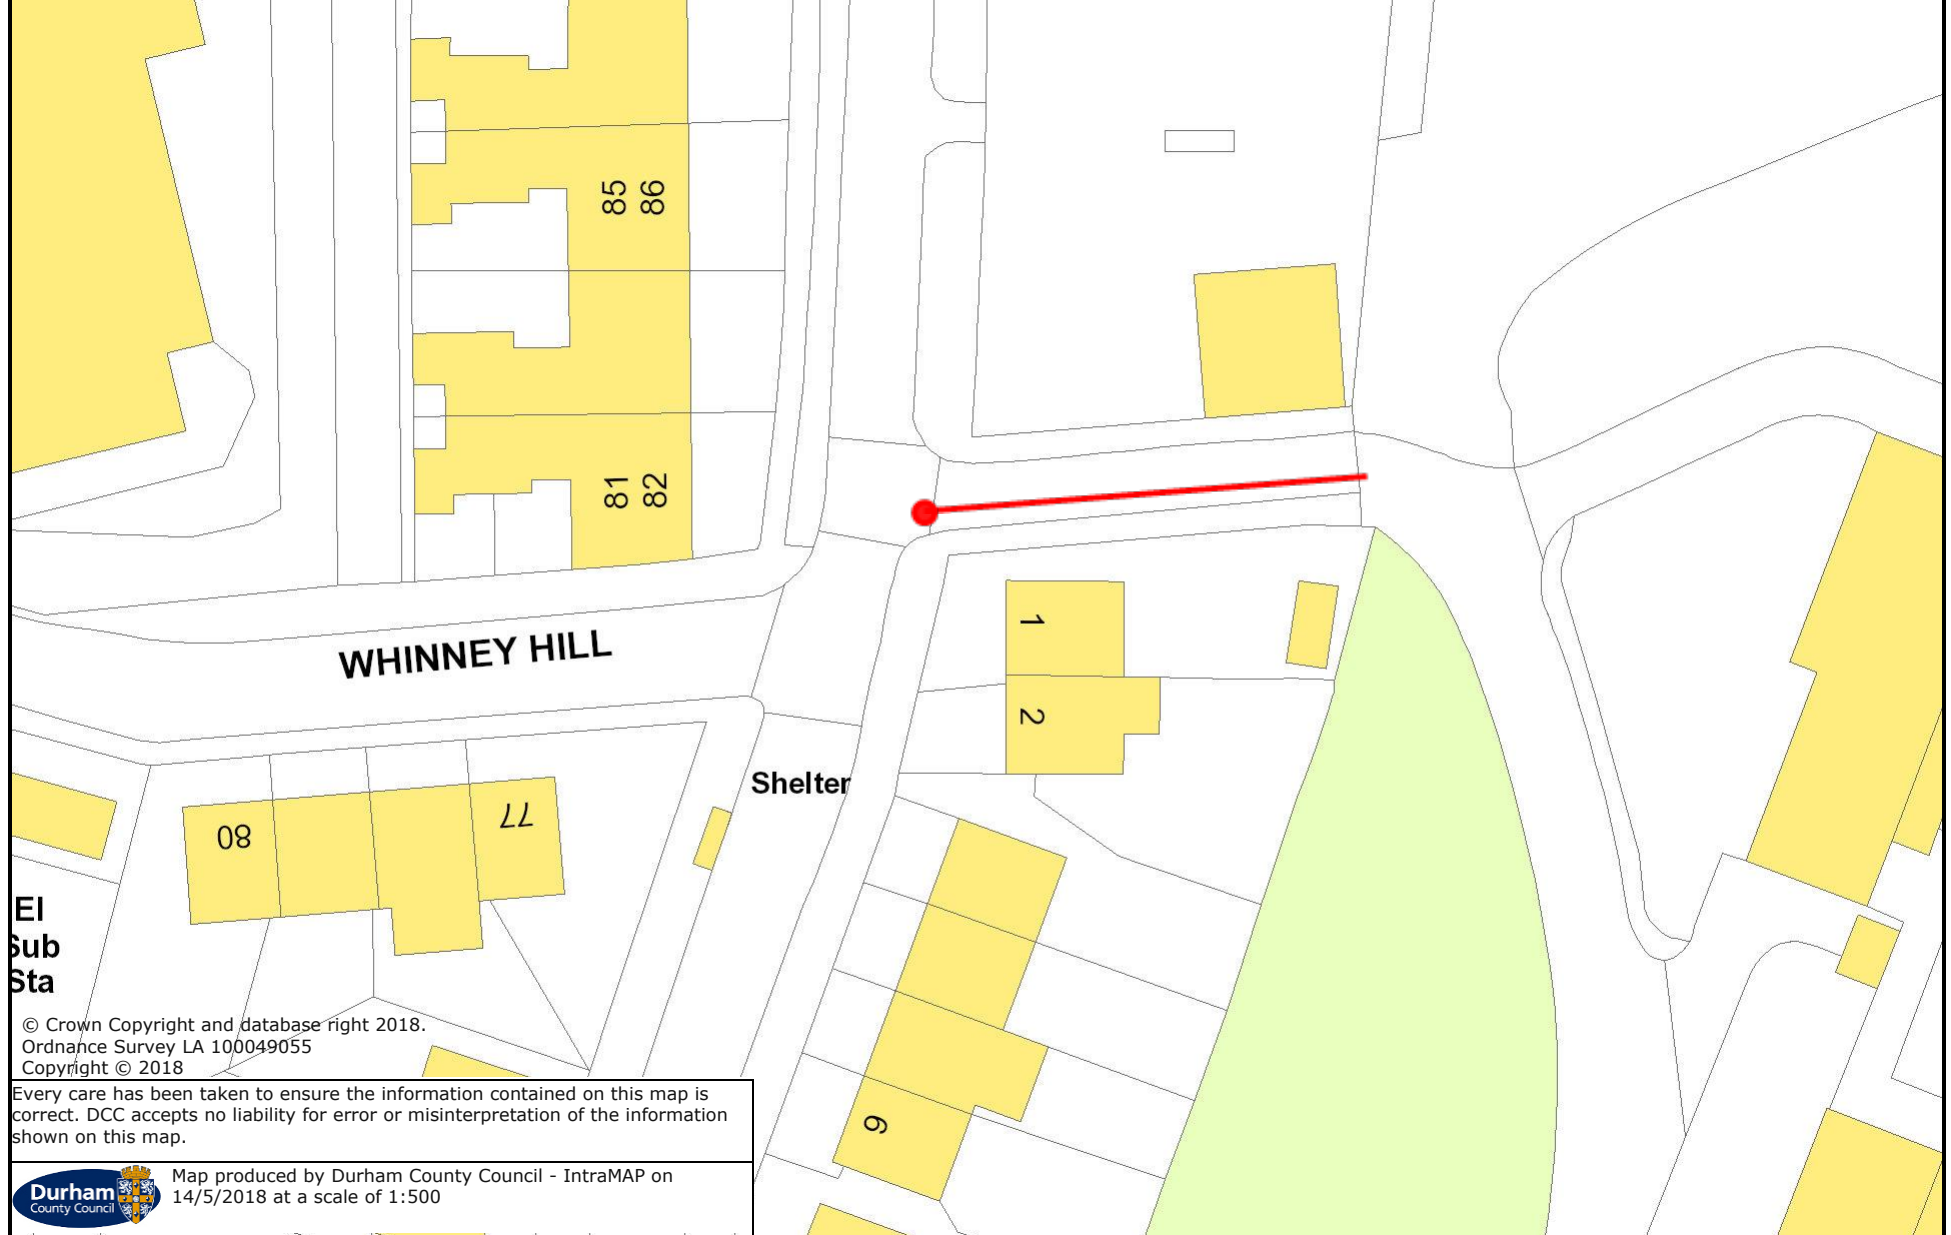 85
86
81
82
WHINNEY HILL
1
2
Shelter
80
77
El
Sub
Sta
6
© Crown Copyright and database right 2018.
Ordnance Survey LA 100049055
Copyright © 2018
Every care has been taken to ensure the information contained on this map is
correct. DCC accepts no liability for error or misinterpretation of the information
shown on this map.
Durham
County Council
Map produced by Durham County Council - IntraMAP on
14/5/2018 at a scale of 1:500